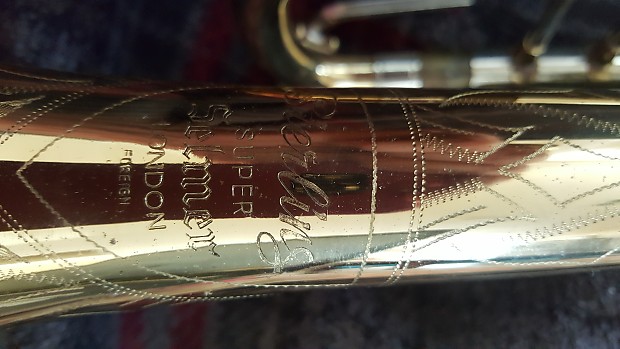 Sterling
SUPER
Selmer
LONDON
FOREIGN